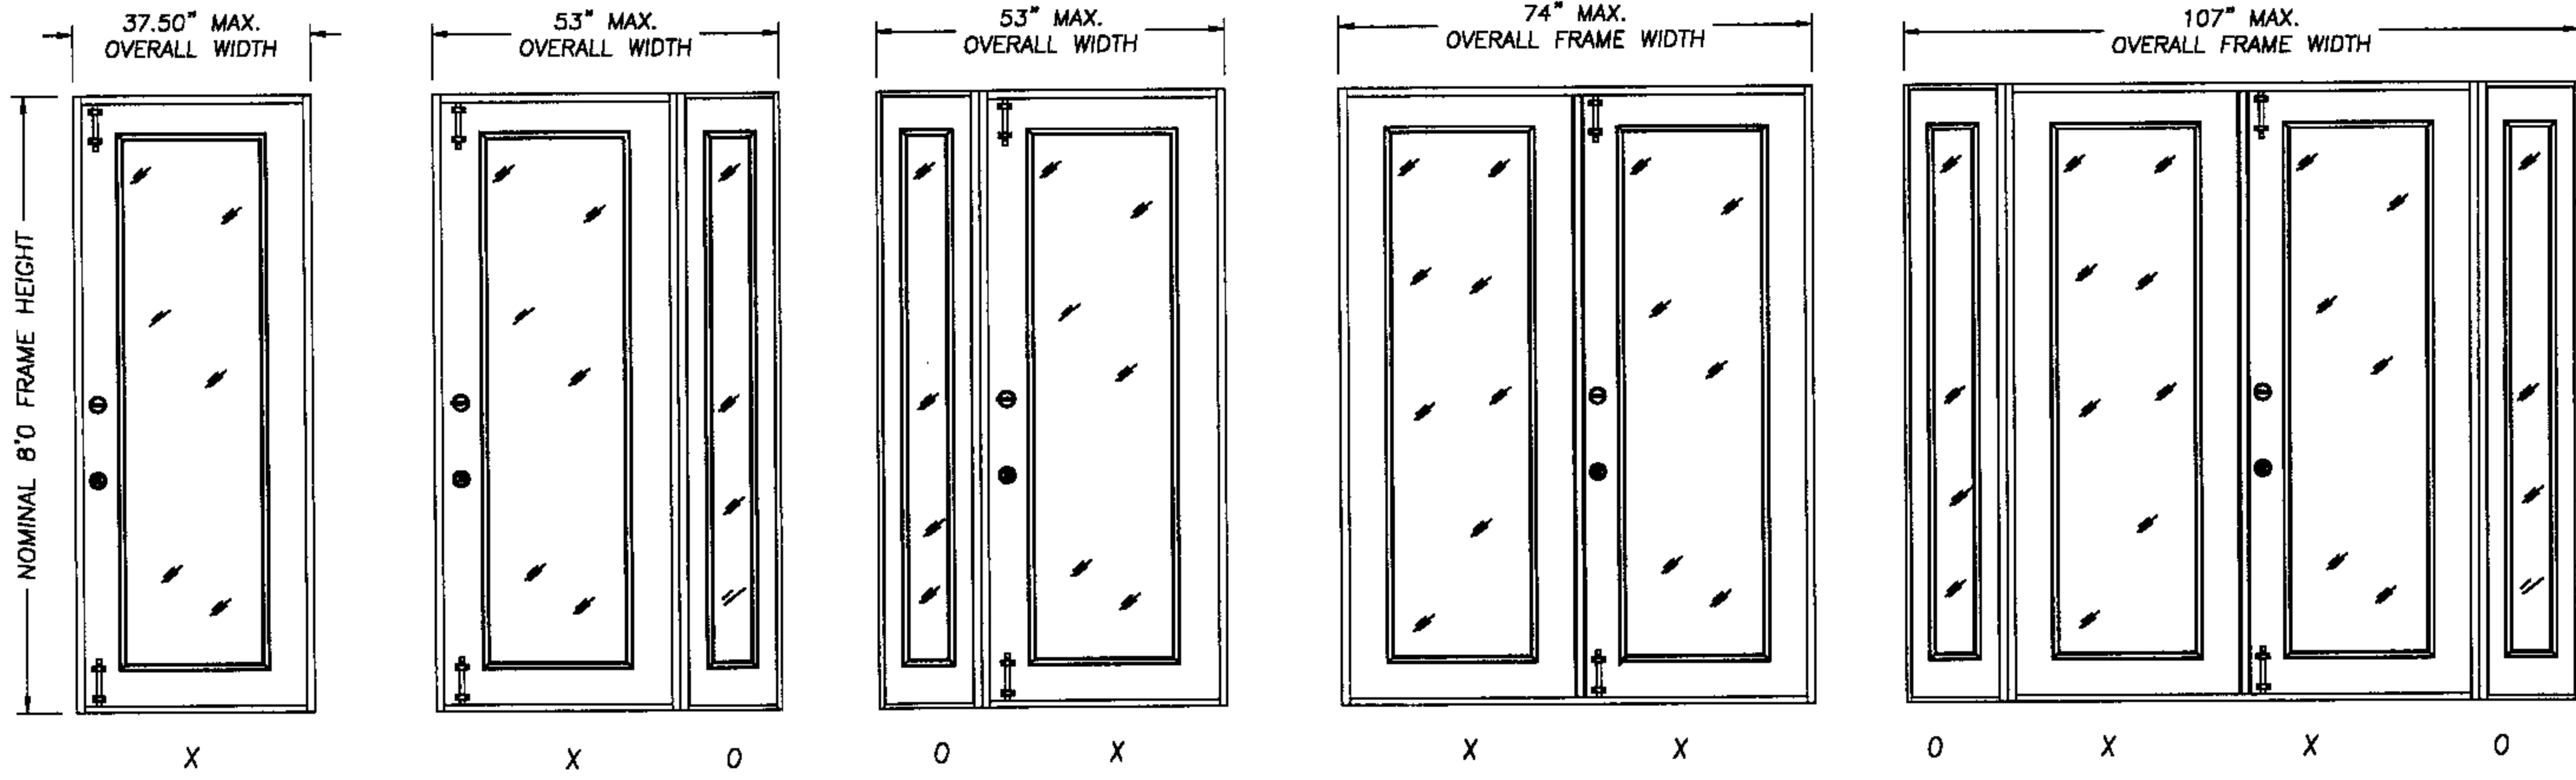 37.50" MAX.
OVERALL WIDTH
53" MAX.
OVERALL WIDTH
53" MAX.
OVERALL WIDTH
74" MAX.
OVERALL FRAME WIDTH
107" MAX.
OVERALL FRAME WIDTH
NOMINAL 8'0 FRAME HEIGHT
X
X O
O X
X X
O X X O